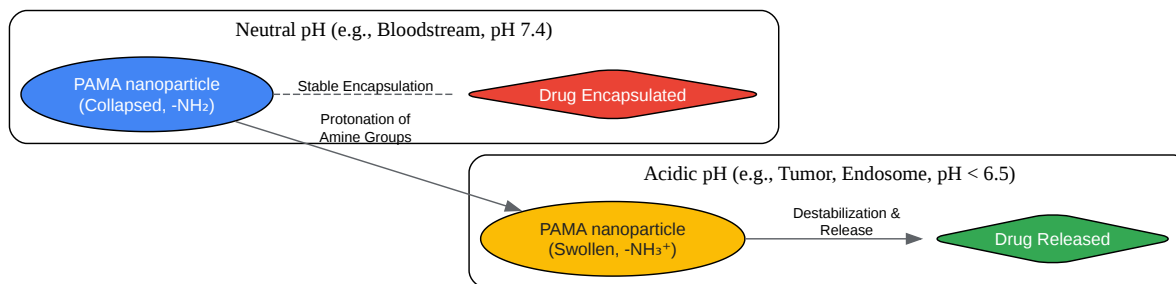 Neutral pH (e.g., Bloodstream, pH 7.4)
PAMA nanoparticle
(Collapsed, -NH₂)
Stable Encapsulation
Drug Encapsulated
Protonation of
Amine Groups
Acidic pH (e.g., Tumor, Endosome, pH < 6.5)
PAMA nanoparticle
(Swollen, -NH₃⁺)
Destabilization &
Release
Drug Released